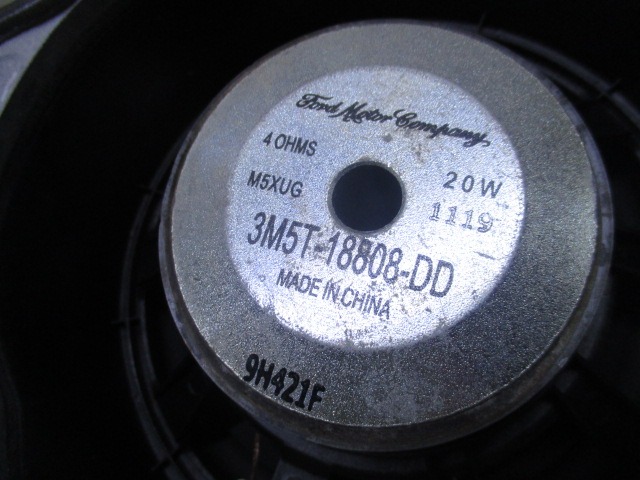 Ford Motor Company
4 OHMS
20W
M5XUG
1119
3M5T-18808-DD
MADE IN CHINA
9H421F